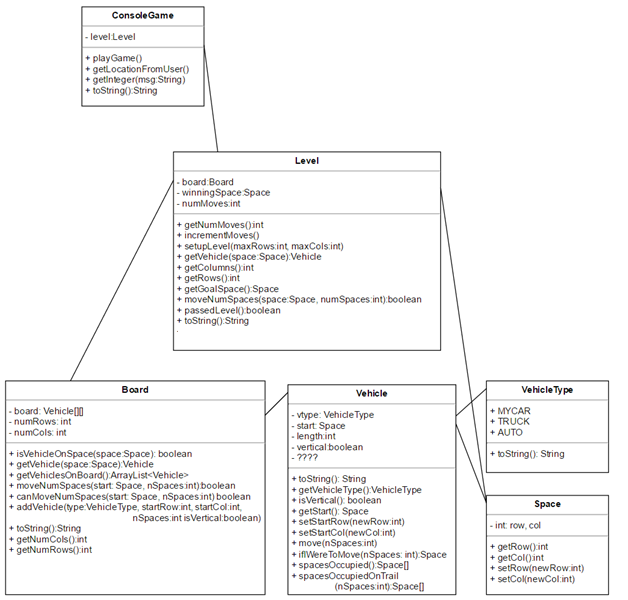 ConsoleGame
- level:Level
+ playGame()
+ getLocationFromUser()
+ getInteger(msg:String)
+ toString():String
Level
- board:Board
- winningSpace:Space
- numMoves:int
+ getNumMoves():int
+ incrementMoves()
+ setupLevel(maxRows:int, maxCols:int)
+ getVehicle(space:Space):Vehicle
+ getColumns():int
+ getRows():int
+ getGoalSpace():Space
+ moveNumSpaces(space:Space, numSpaces:int):boolean
+ passedLevel():boolean
+ toString():String
Board
- board: Vehicle[][]
- numRows: int
- numCols: int
+ isVehicleOnSpace(space:Space): boolean
+ getVehicle(space:Space):Vehicle
+ getVehiclesOnBoard():ArrayList<Vehicle>
+ moveNumSpaces(start: Space, nSpaces:int):boolean
+ canMoveNumSpaces(start: Space, nSpaces:int):boolean
+ addVehicle(type:VehicleType, startRow:int, startCol:int,
nSpaces:int isVertical:boolean)
+ toString():String
+ getNumCols():int
+ getNumRows():int
Vehicle
- vtype: VehicleType
- start: Space
- length:int
- vertical:boolean
- ????
+ toString(): String
+ getVehicleType():VehicleType
+ isVertical(): boolean
+ getStart(): Space
+ setStartRow(newRow:int)
+ setStartCol(newCol:int)
+ move(nSpaces:int)
+ ifIWereToMove(nSpaces: int):Space
+ spacesOccupied():Space[]
+ spacesOccupiedOnTrail
(nSpaces:int):Space[]
VehicleType
+ MYCAR
+ TRUCK
+ AUTO
+ toString(): String
Space
- int: row, col
+ getRow():int
+ getCol():int
+ setRow(newRow:int)
+ setCol(newCol:int)